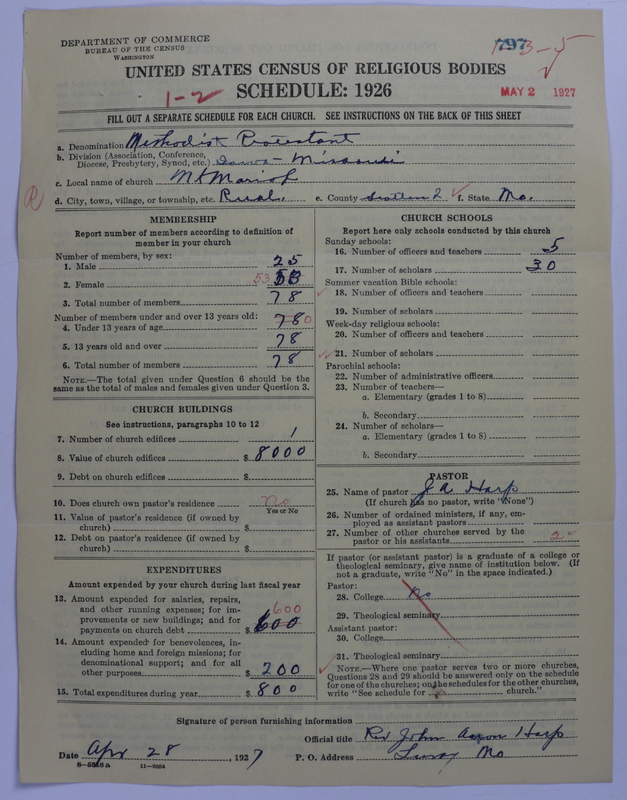 DEPARTMENT OF COMMERCE
BUREAU OF THE CENSUS
WASHINGTON
797
3-5
UNITED STATES CENSUS OF RELIGIOUS BODIES
1-2
SCHEDULE: 1926
MAY 2 1927
FILL OUT A SEPARATE SCHEDULE FOR EACH CHURCH. SEE INSTRUCTIONS ON THE BACK OF THIS SHEET
a. Denomination Methodist Protestant
b. Division (Association, Conference, Diocese, Presbytery, Synod, etc.) Iowa - Missouri
c. Local name of church Mt Moriah
d. City, town, village, or township, etc. Rural. e. County f. State Mo.
MEMBERSHIP
Report number of members according to definition of member in your church
Number of members, by sex:
1. Male 25
2. Female 53 53
3. Total number of members 78
Number of members under and over 13 years old:
4. Under 13 years of age 78 0
5. 13 years old and over 78
6. Total number of members 78
NOTE.—The total given under Question 6 should be the same as the total of males and females given under Question 3.
CHURCH BUILDINGS
See instructions, paragraphs 10 to 12
7. Number of church edifices 1
8. Value of church edifices $ 8000
9. Debt on church edifices $
10. Does church own pastor's residence No
Yes or No
11. Value of pastor's residence (if owned by church) $
12. Debt on pastor's residence (if owned by church) $
EXPENDITURES
Amount expended by your church during last fiscal year
13. Amount expended for salaries, repairs, and other running expenses; for improvements or new buildings; and for payments on church debt $ 600 600
14. Amount expended for benevolences, including home and foreign missions; for denominational support; and for all other purposes $ 200
15. Total expenditures during year $ 800
CHURCH SCHOOLS
Report here only schools conducted by this church
Sunday schools:
16. Number of officers and teachers 5
17. Number of scholars 30
Summer vacation Bible schools:
18. Number of officers and teachers
19. Number of scholars
Week-day religious schools:
20. Number of officers and teachers
21. Number of scholars
Parochial schools:
22. Number of administrative officers
23. Number of teachers—
a. Elementary (grades 1 to 8)
b. Secondary
24. Number of scholars—
a. Elementary (grades 1 to 8)
b. Secondary
PASTOR
25. Name of pastor J A Harp
(If church has no pastor, write "None")
26. Number of ordained ministers, if any, employed as assistant pastors
27. Number of other churches served by the pastor or his assistants 2
If pastor (or assistant pastor) is a graduate of a college or theological seminary, give name of institution below. (If not a graduate, write "No" in the space indicated.)
Pastor:
28. College No
29. Theological seminary
Assistant pastor:
30. College
31. Theological seminary
NOTE.—Where one pastor serves two or more churches, Questions 28 and 29 should be answered only on the schedule for one of the churches; on the schedules for the other churches, write "See schedule for church."
Signature of person furnishing information
Official title Rev John Aaron Harp
Date Apr 28, 1927 P. O. Address Mo
11-9064